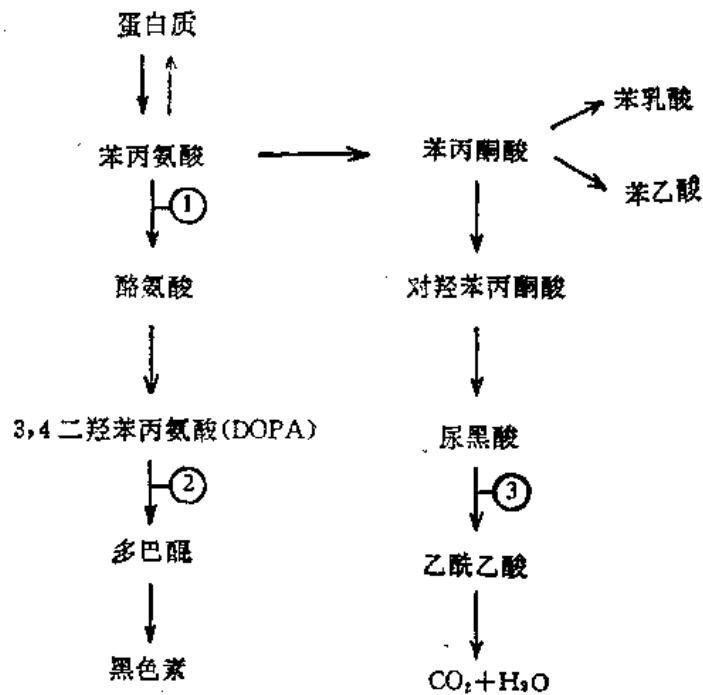 蛋白质
苯丙氨酸
苯丙酮酸
苯乳酸
苯乙酸
①
酪氨酸
对羟苯丙酮酸
3,4二羟苯丙氨酸(DOPA)
尿黑酸
②
③
多巴醌
乙酰乙酸
黑色素
CO₂+H₂O